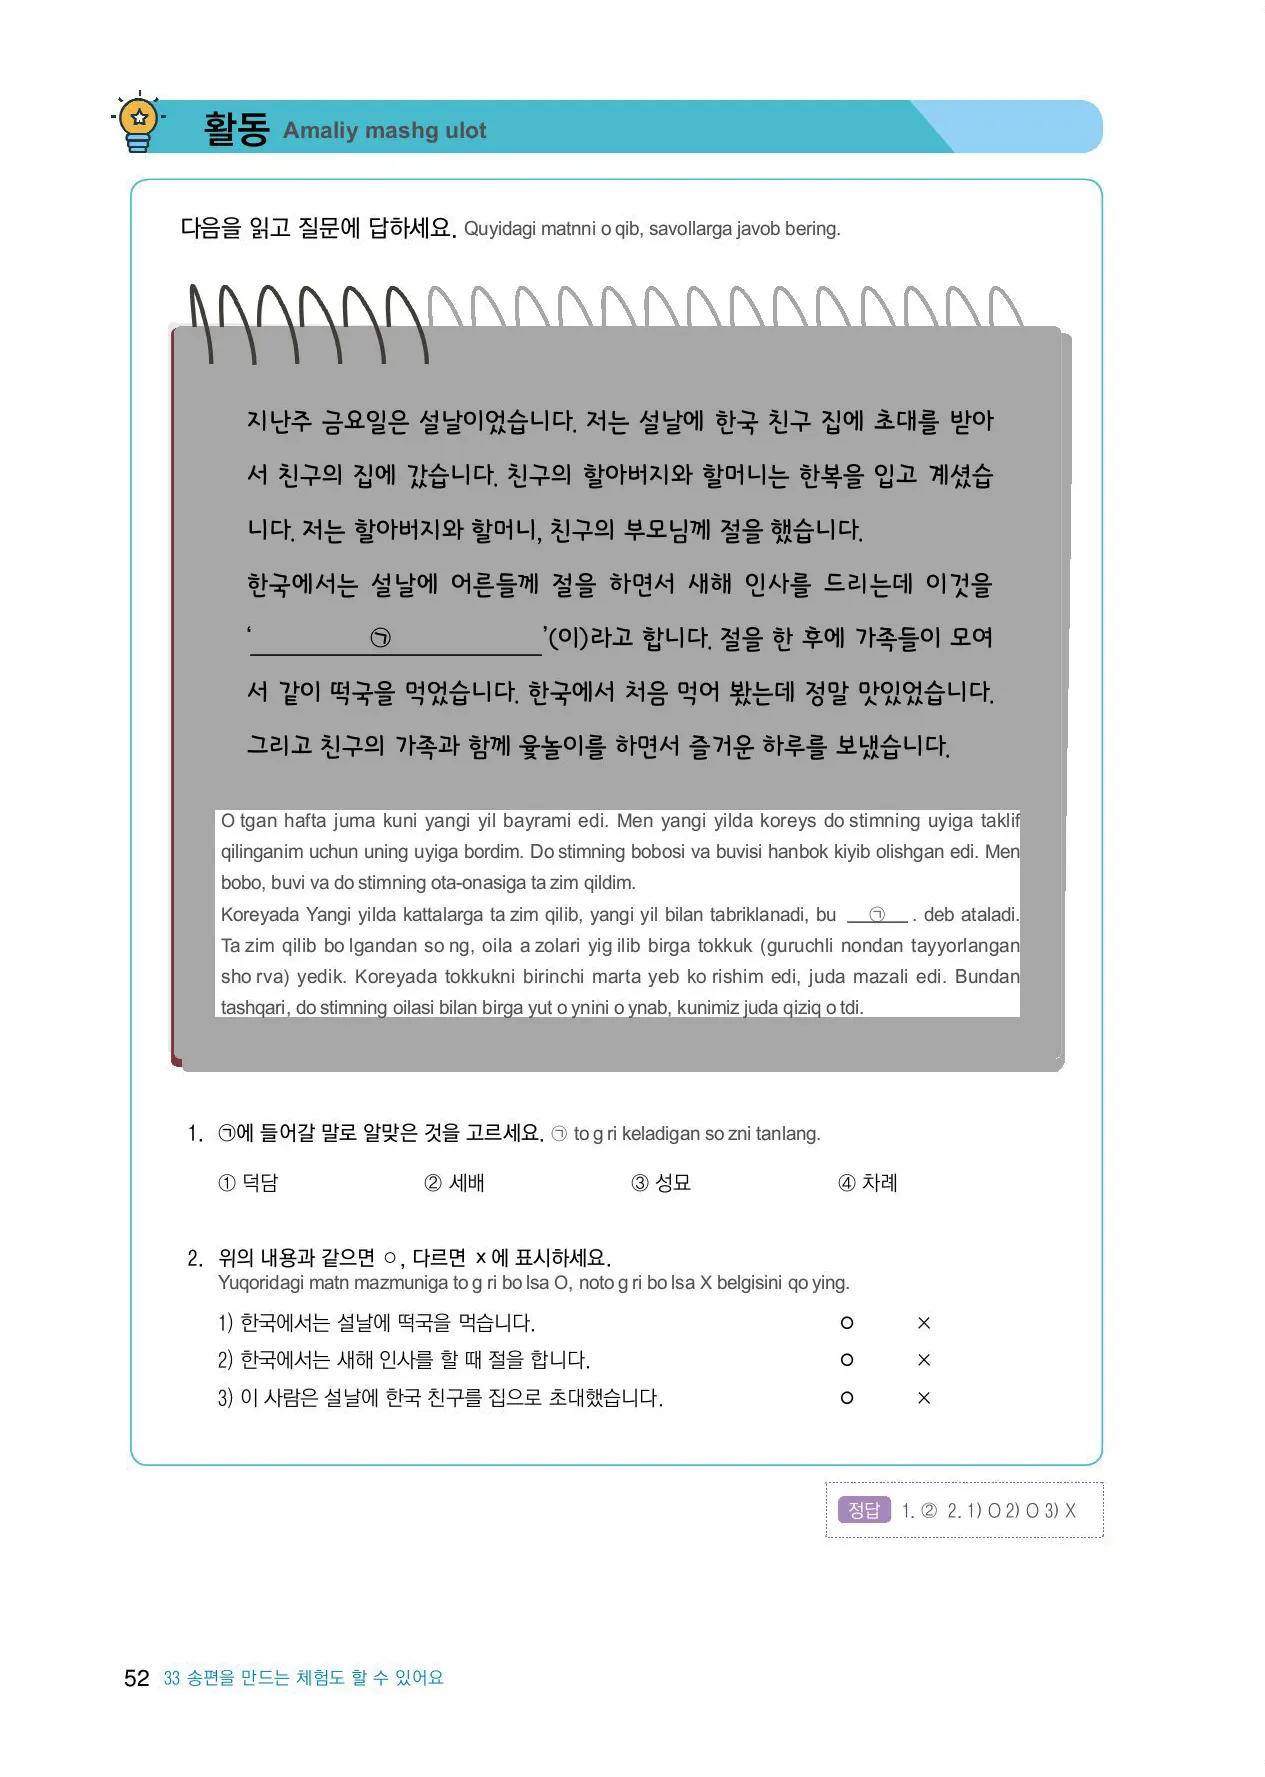 활동 Amaliy mashg ulot
다음을 읽고 질문에 답하세요. Quyidagi matnni o qib, savollarga javob bering.
지난주 금요일은 설날이었습니다. 저는 설날에 한국 친구 집에 초대를 받아
서 친구의 집에 갔습니다. 친구의 할아버지와 할머니는 한복을 입고 계셨습
니다. 저는 할아버지와 할머니, 친구의 부모님께 절을 했습니다.
한국에서는 설날에 어른들께 절을 하면서 새해 인사를 드리는데 이것을
‘ ㉠ ’(이)라고 합니다. 절을 한 후에 가족들이 모여
서 같이 떡국을 먹었습니다. 한국에서 처음 먹어 봤는데 정말 맛있었습니다.
그리고 친구의 가족과 함께 윷놀이를 하면서 즐거운 하루를 보냈습니다.
O tgan hafta juma kuni yangi yil bayrami edi. Men yangi yilda koreys do stimning uyiga taklif
qilinganim uchun uning uyiga bordim. Do stimning bobosi va buvisi hanbok kiyib olishgan edi. Men
bobo, buvi va do stimning ota-onasiga ta zim qildim.
Koreyada Yangi yilda kattalarga ta zim qilib, yangi yil bilan tabriklanadi, bu ㉠ . deb ataladi.
Ta zim qilib bo lgandan so ng, oila a zolari yig ilib birga tokkuk (guruchli nondan tayyorlangan
sho rva) yedik. Koreyada tokkukni birinchi marta yeb ko rishim edi, juda mazali edi. Bundan
tashqari, do stimning oilasi bilan birga yut o ynini o ynab, kunimiz juda qiziq o tdi.
1. ㉠에 들어갈 말로 알맞은 것을 고르세요. ㉠ to g ri keladigan so zni tanlang.
① 덕담 ② 세배 ③ 성묘 ④ 차례
2. 위의 내용과 같으면 ○, 다르면 ×에 표시하세요.
Yuqoridagi matn mazmuniga to g ri bo lsa O, noto g ri bo lsa X belgisini qo ying.
1) 한국에서는 설날에 떡국을 먹습니다. ○ ×
2) 한국에서는 새해 인사를 할 때 절을 합니다. ○ ×
3) 이 사람은 설날에 한국 친구를 집으로 초대했습니다. ○ ×
정답 1. ② 2. 1) O 2) O 3) X
52 33 송편을 만드는 체험도 할 수 있어요